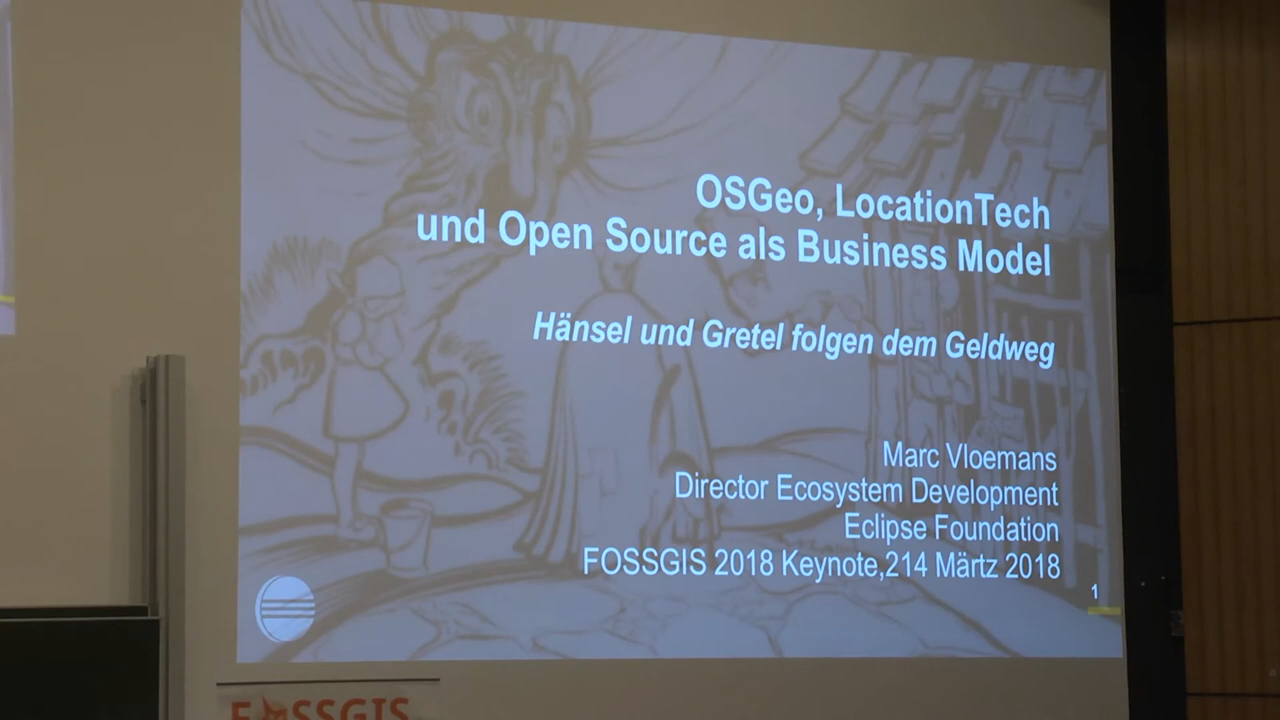 OSGeo, LocationTech
und Open Source als Business Model
Hänsel und Gretel folgen dem Geldweg
Marc Vloemans
Director Ecosystem Development
Eclipse Foundation
FOSSGIS 2018 Keynote,214 Märtz 2018
1
FOSSGIS